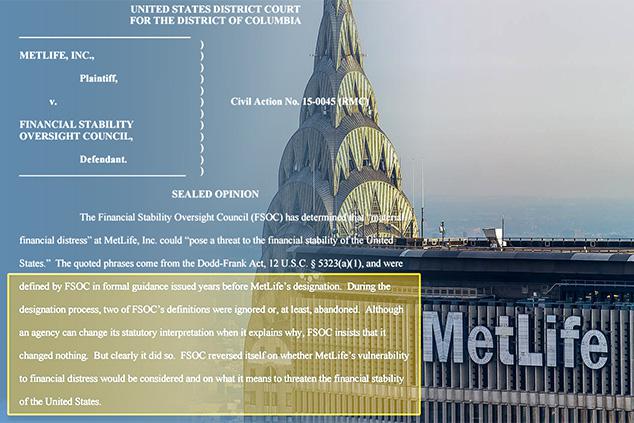 UNITED STATES DISTRICT COURT
FOR THE DISTRICT OF COLUMBIA
METLIFE, INC.,
Plaintiff,
v.
FINANCIAL STABILITY
OVERSIGHT COUNCIL,
Defendant.
)
)
)
)
)
)
)
)
)
Civil Action No. 15-0045 (RMC)
SEALED OPINION
The Financial Stability Oversight Council (FSOC) has determined that “material
financial distress” at MetLife, Inc. could “pose a threat to the financial stability of the United
States.” The quoted phrases come from the Dodd-Frank Act, 12 U.S.C. § 5323(a)(1), and were
defined by FSOC in formal guidance issued years before MetLife’s designation. During the
designation process, two of FSOC’s definitions were ignored or, at least, abandoned. Although
an agency can change its statutory interpretation when it explains why, FSOC insists that it
changed nothing. But clearly it did so. FSOC reversed itself on whether MetLife’s vulnerability
to financial distress would be considered and on what it means to threaten the financial stability
of the United States.
MetLife